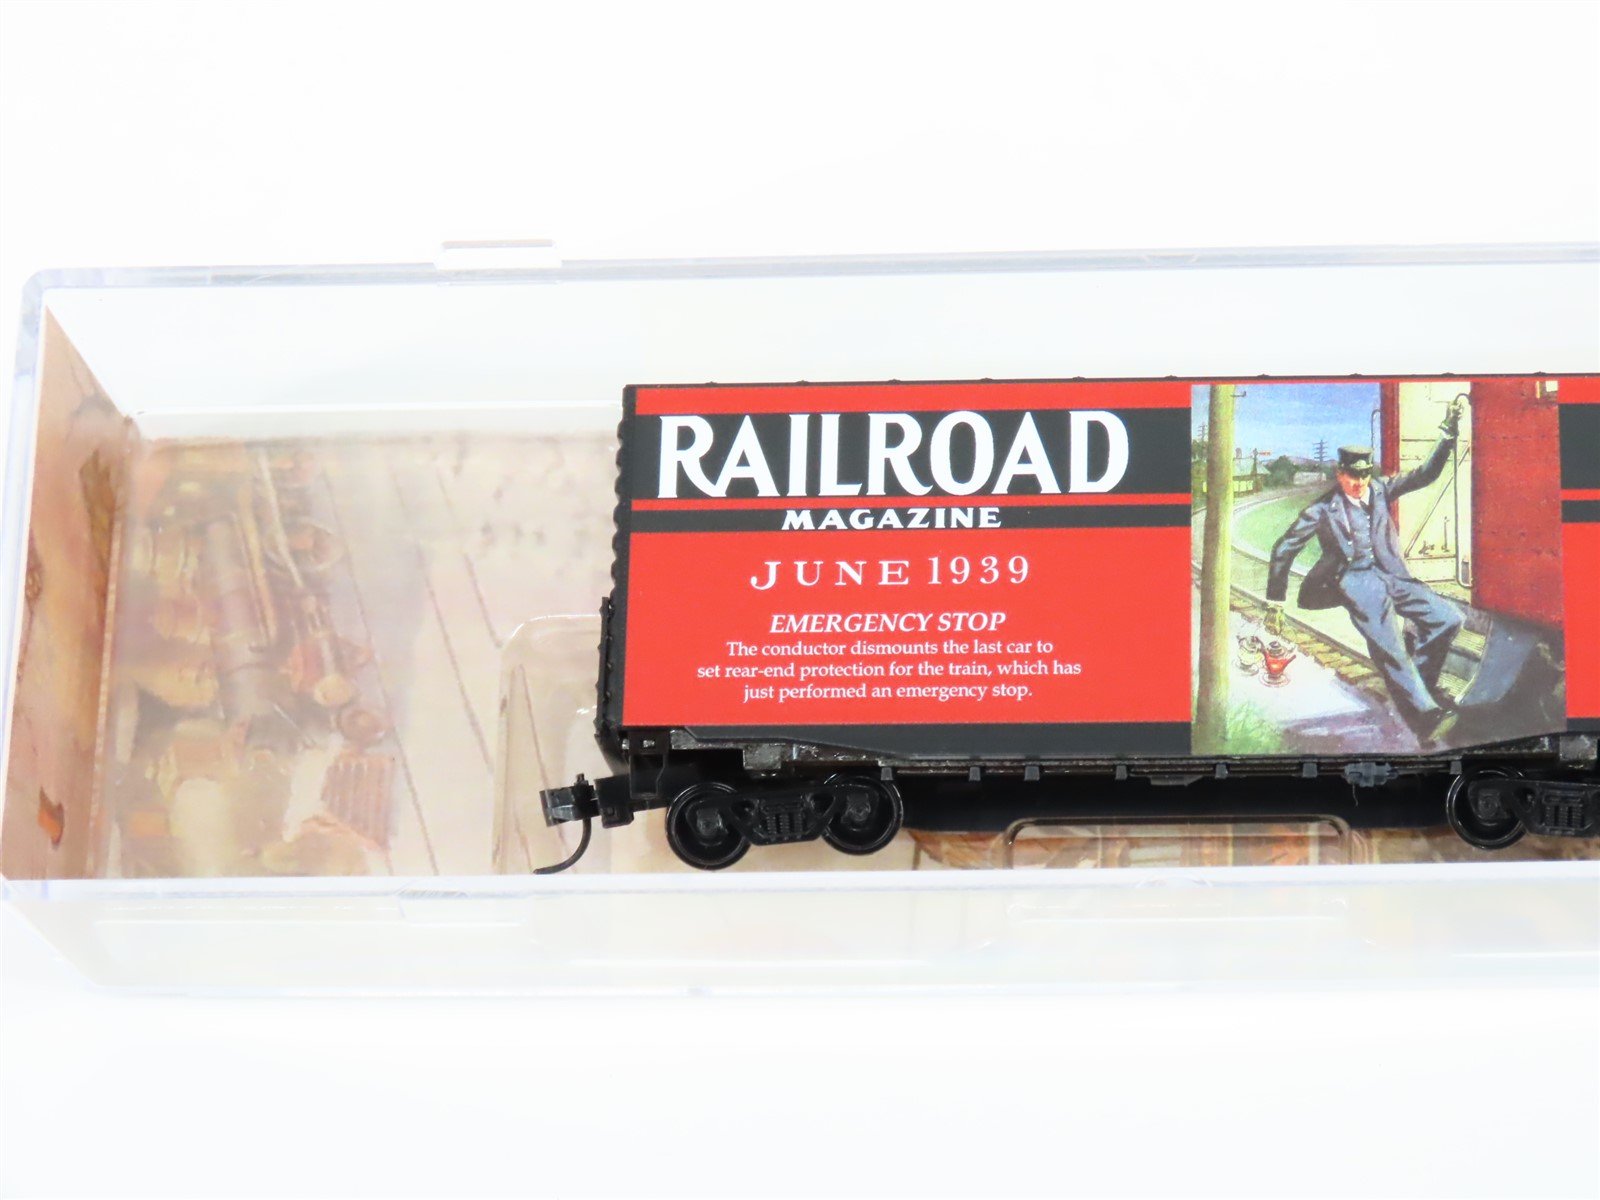 RAILROAD
MAGAZINE
JUNE 1939
EMERGENCY STOP
The conductor dismounts the last car to
set rear-end protection for the train, which has
just performed an emergency stop.